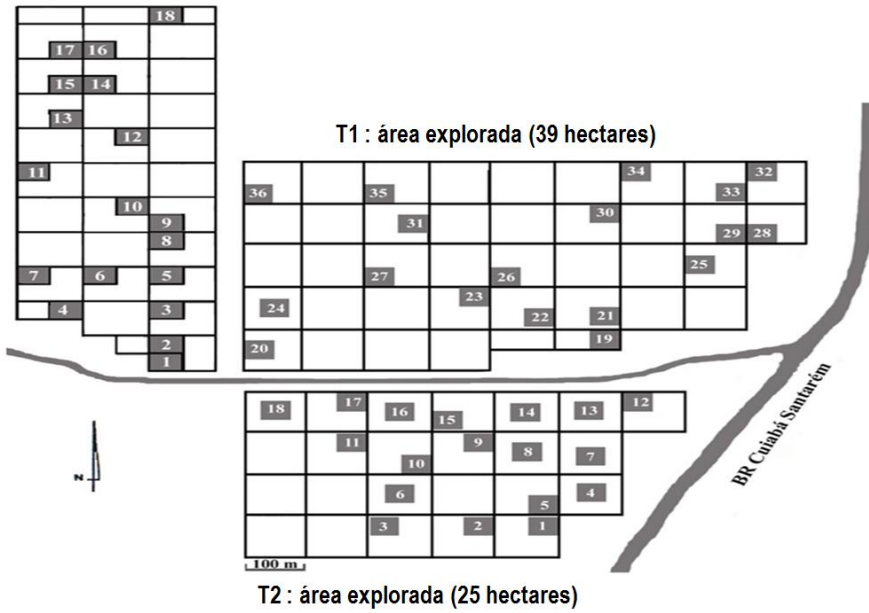 18
17 16
15 14
13
12
11
10
9
8
7 6 5
4 3
2
1
T1 : área explorada (39 hectares)
34 32
36 35 33
31 30
29 28
25
27 26
24 23 22 21
20 19
BR Cuiabá Santarém
18 17 16 15 14 13 12
11 10 9 8 7
6 5 4
3 2 1
N
100 m
T2 : área explorada (25 hectares)